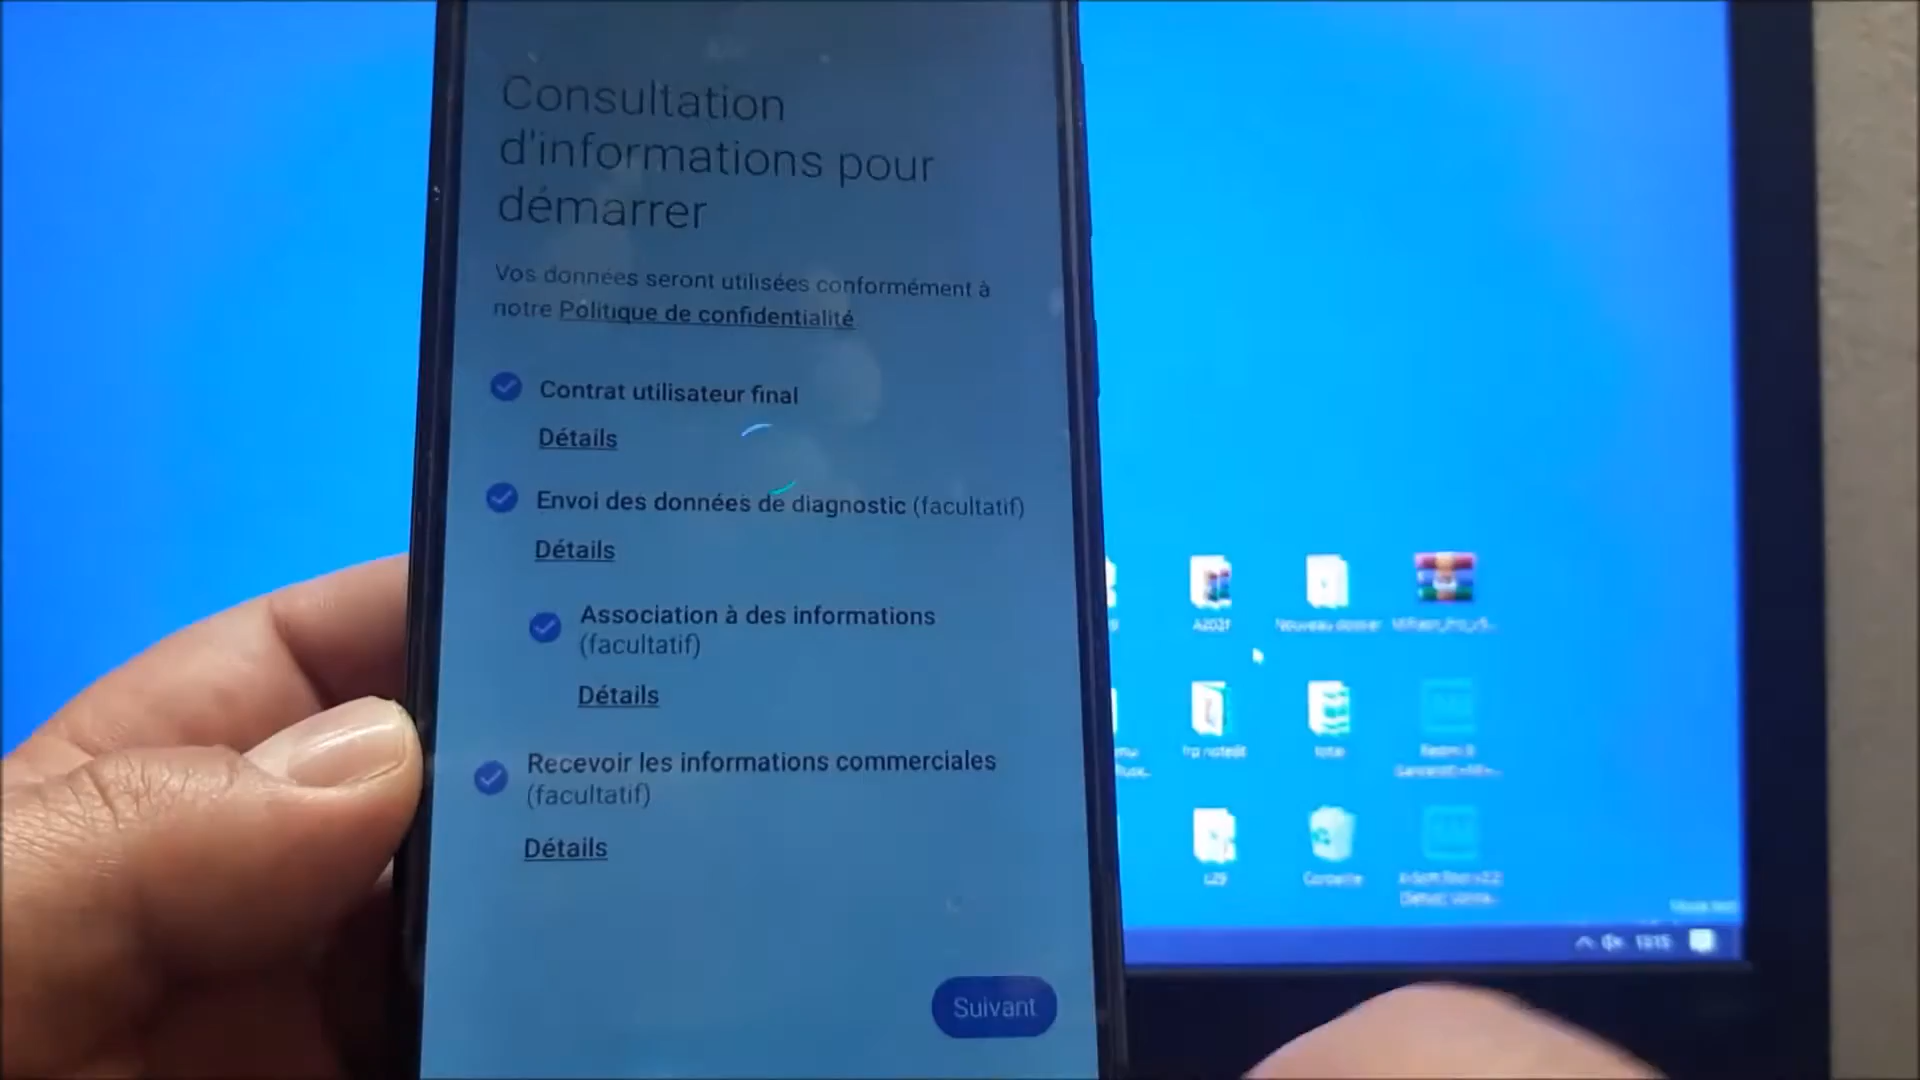 Consultation
d'informations pour
démarrer
Vos données seront utilisées conformément à
notre Politique de confidentialité
Contrat utilisateur final
Détails
Envoi des données de diagnostic (facultatif)
Détails
Association à des informations
(facultatif)
Détails
Recevoir les informations commerciales
(facultatif)
Détails
Suivant
A202f
Nouveau dossier
Corbeille